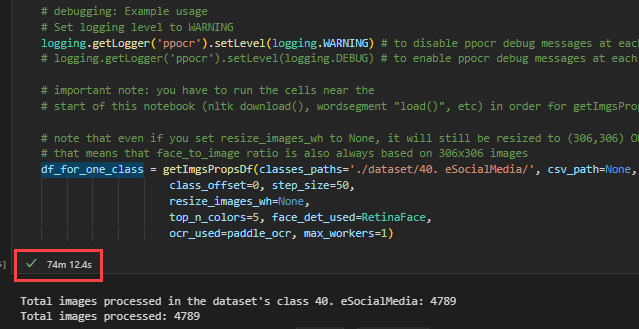 # debugging: Example usage
# Set logging level to WARNING
logging.getLogger('ppocr').setLevel(logging.WARNING) # to disable ppocr debug messages at each
# logging.getLogger('ppocr').setLevel(logging.DEBUG) # to enable ppocr debug messages at each
# important note: you have to run the cells near the
# start of this notebook (nltk download(), wordsegment "load()", etc) in order for getImgsProp
# note that even if you set resize_images_wh to None, it will still be resized to (306,306)
# that means that face_to_image ratio is also always based on 306x306 images
df_for_one_class = getImgsPropsDf(classes_path='./dataset/40. eSocialMedia/', csv_path=None,
class_offset=0, step_size=50,
resize_images_wh=None,
top_n_colors=5, face_det_used=RetinaFace,
ocr_used=paddle_ocr, max_workers=1)
74m 12.4s
Total images processed in the dataset's class 40. eSocialMedia: 4789
Total images processed: 4789